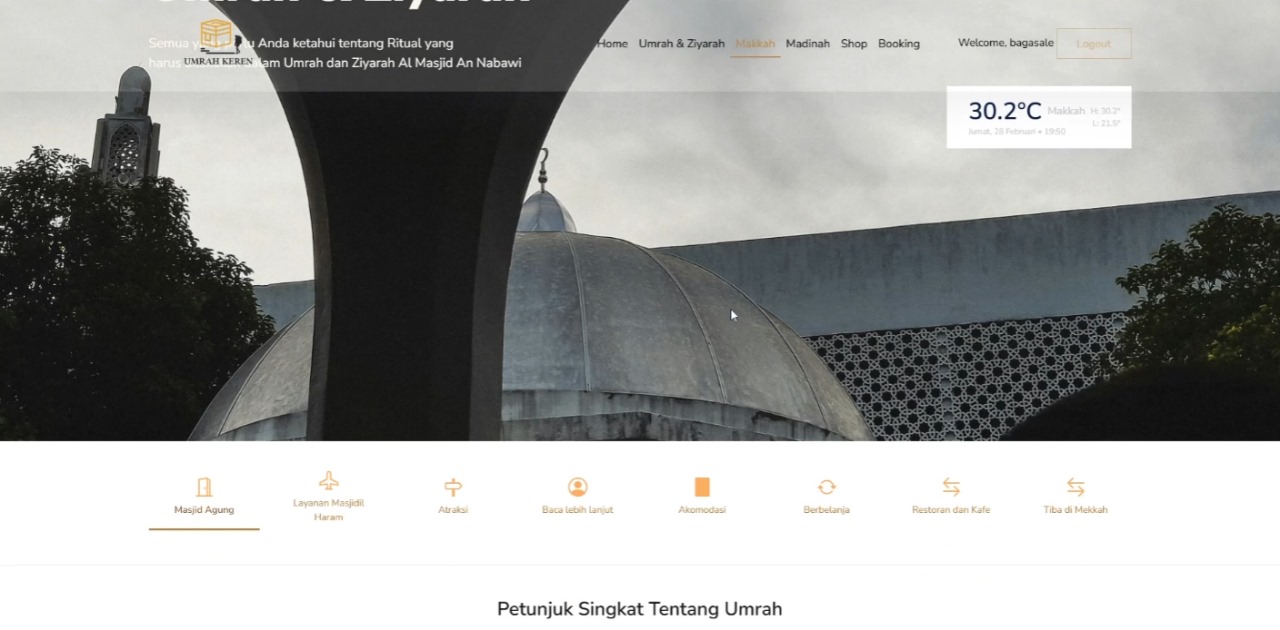 Umrah & Ziyarah
Semua Anda ketahui tentang Ritual yang
harus dalam Umrah dan Ziyarah Al Masjid An Nabawi
UMRAH KEREN
Home Umrah & Ziyarah Makkah Madinah Shop Booking
Welcome, bagasale Logout
30.2°C Makkah H: 30.2°
L: 21.5°
Jumat, 28 Februari • 19:50
Masjid Agung
Layanan Masjidil
Haram
Atraksi
Baca lebih lanjut
Akomodasi
Berbelanja
Restoran dan Kafe
Tiba di Mekkah
Petunjuk Singkat Tentang Umrah